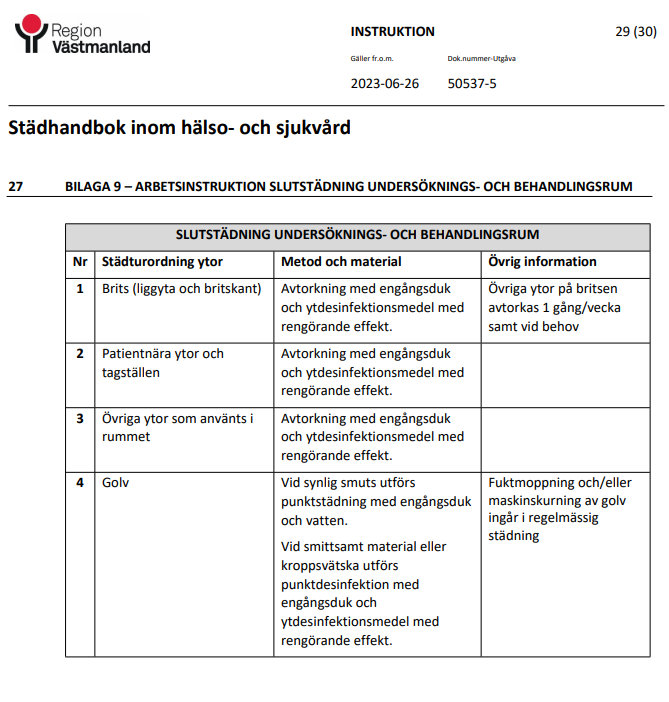 Region
Västmanland
INSTRUKTION
29 (30)
Gäller fr.o.m.
Dok.nummer-Utgåva
2023-06-26
50537-5
Städhandbok inom hälso- och sjukvård
27 BILAGA 9 – ARBETSINSTRUKTION SLUTSTÄDNING UNDERSÖKNINGS- OCH BEHANDLINGSRUM
SLUTSTÄDNING UNDERSÖKNINGS- OCH BEHANDLINGSRUM
Nr Städturordning ytor Metod och material Övrig information
1 Brits (liggyta och britskant)
Avtorkning med engångsduk
och ytdesinfektionsmedel med
rengörande effekt.
Övriga ytor på britsen
avtorkas 1 gång/vecka
samt vid behov
2 Patientnära ytor och
tagställen
Avtorkning med engångsduk
och ytdesinfektionsmedel med
rengörande effekt.
3 Övriga ytor som använts i
rummet
Avtorkning med engångsduk
och ytdesinfektionsmedel med
rengörande effekt.
4 Golv
Vid synlig smuts utförs
punktstädning med engångsduk
och vatten.
Vid smittsamt material eller
kroppsvätska utförs
punktdesinfektion med
engångsduk och
ytdesinfektionsmedel med
rengörande effekt.
Fuktmoppning och/eller
maskinskurning av golv
ingår i regelmässig
städning